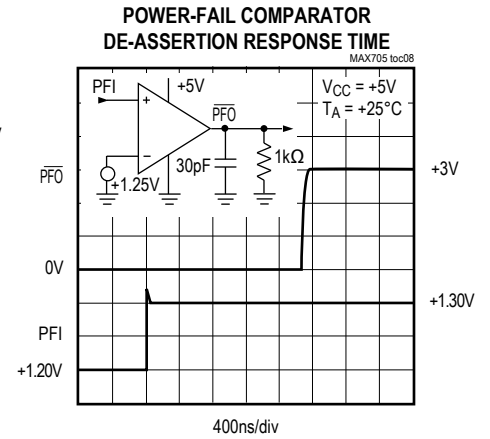 POWER-FAIL COMPARATOR
DE-ASSERTION RESPONSE TIME
MAX705 toc08
PFI
+5V
VCC = +5V
TA = +25°C
PFO
+
−
30pF
1kΩ
+1.25V
PFO
+3V
0V
+1.30V
PFI
+1.20V
400ns/div